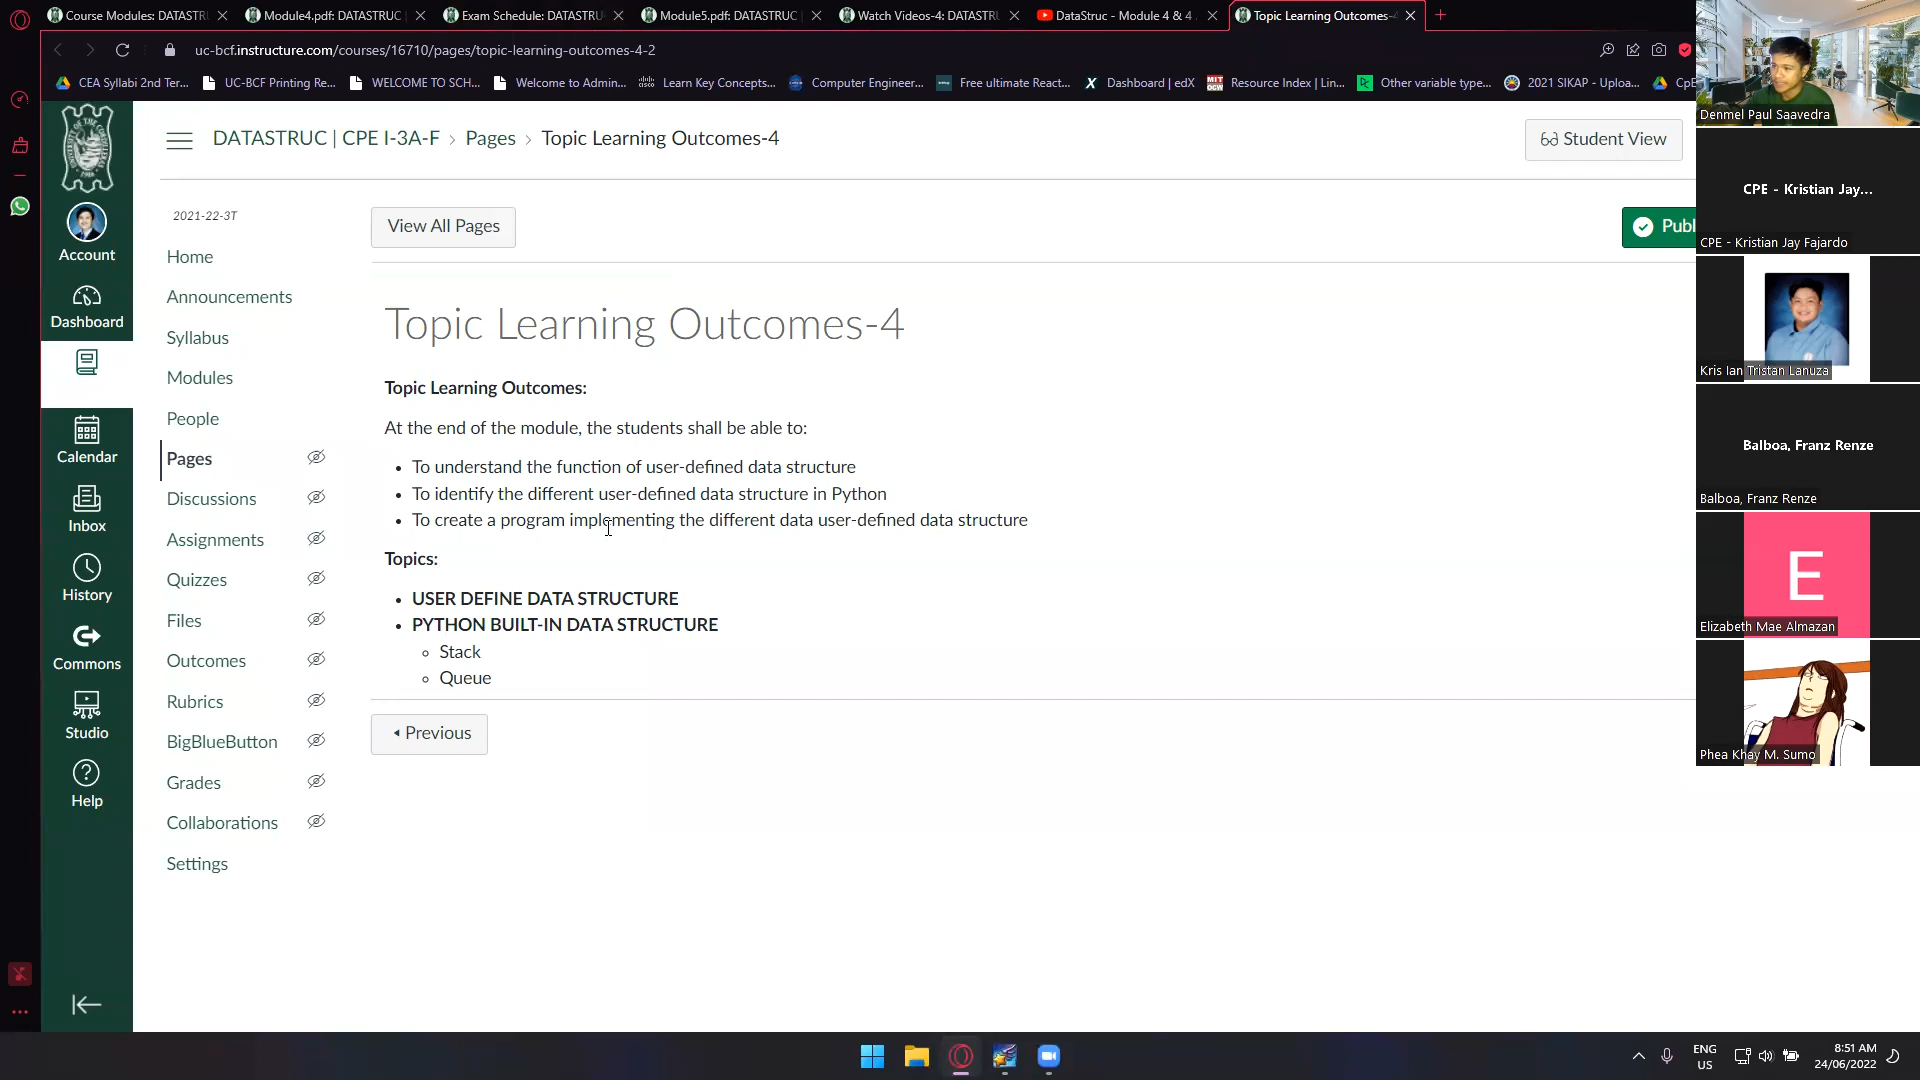 Course Modules: DATASTRU
Module4.pdf: DATASTRUC
Exam Schedule: DATASTRU
Module5.pdf: DATASTRUC
Watch Videos-4: DATASTRU
DataStruc - Module 4 & 4
Topic Learning Outcomes-4
uc-bcf.instructure.com/courses/16710/pages/topic-learning-outcomes-4-2
CEA Syllabi 2nd Ter...
UC-BCF Printing Re...
WELCOME TO SCH...
Welcome to Admin...
Learn Key Concepts...
Computer Engineer...
Free ultimate React...
Dashboard | edX
Resource Index | Lin...
Other variable type...
2021 SIKAP - Uploa...
CpE
DATASTRUC | CPE I-3A-F
Pages
Topic Learning Outcomes-4
Student View
Account
Dashboard
Calendar
Inbox
History
Commons
Studio
Help
2021-22-3T
Home
Announcements
Syllabus
Modules
People
Pages
Discussions
Assignments
Quizzes
Files
Outcomes
Rubrics
BigBlueButton
Grades
Collaborations
Settings
View All Pages
Publ
Topic Learning Outcomes-4
Topic Learning Outcomes:
At the end of the module, the students shall be able to:
To understand the function of user-defined data structure
To identify the different user-defined data structure in Python
To create a program implementing the different data user-defined data structure
Topics:
USER DEFINE DATA STRUCTURE
PYTHON BUILT-IN DATA STRUCTURE
Stack
Queue
Previous
Denmel Paul Saavedra
CPE - Kristian Jay...
CPE - Kristian Jay Fajardo
Kris Ian Tristan Lanuza
Balboa, Franz Renze
Balboa, Franz Renze
E
Elizabeth Mae Almazan
Phea Khay M. Sumo
ENG
US
8:51 AM
24/06/2022